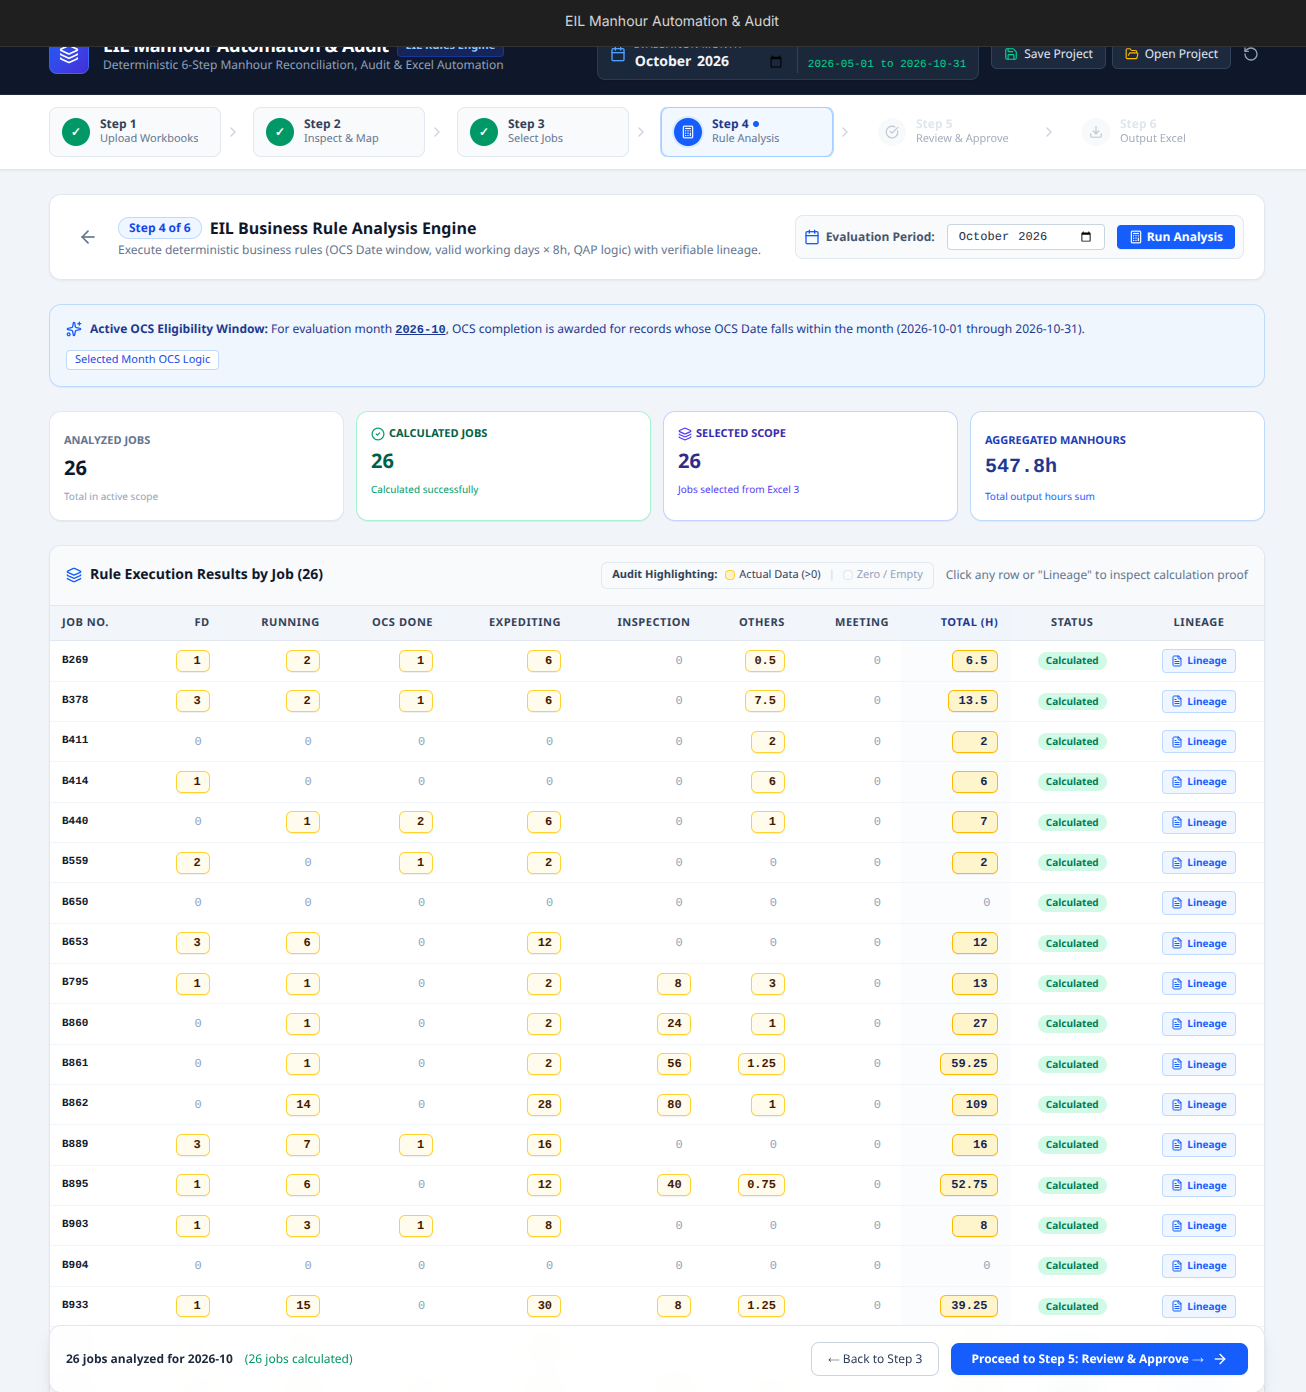 EIL Manhour Automation & Audit
EIL Manhour Automation & Audit EIL Rules Engine
Deterministic 6-Step Manhour Reconciliation, Audit & Excel Automation
October 2026
2026-05-01 to 2026-10-31
Save Project
Open Project
Step 1
Upload Workbooks
Step 2
Inspect & Map
Step 3
Select Jobs
Step 4
Rule Analysis
Step 5
Review & Approve
Step 6
Output Excel
Step 4 of 6 EIL Business Rule Analysis Engine
Execute deterministic business rules (OCS Date window, valid working days × 8h, QAP logic) with verifiable lineage.
Evaluation Period: October 2026 Run Analysis
Active OCS Eligibility Window: For evaluation month 2026-10, OCS completion is awarded for records whose OCS Date falls within the month (2026-10-01 through 2026-10-31).
Selected Month OCS Logic
ANALYZED JOBS
26
Total in active scope
CALCULATED JOBS
26
Calculated successfully
SELECTED SCOPE
26
Jobs selected from Excel 3
AGGREGATED MANHOURS
547.8h
Total output hours sum
Rule Execution Results by Job (26)
Audit Highlighting: Actual Data (>0) | Zero / Empty
Click any row or "Lineage" to inspect calculation proof
JOB NO. FD RUNNING OCS DONE EXPEDITING INSPECTION OTHERS MEETING TOTAL (H) STATUS LINEAGE
B269 1 2 1 6 0 0.5 0 6.5 Calculated Lineage
B378 3 2 1 6 0 7.5 0 13.5 Calculated Lineage
B411 0 0 0 0 0 2 0 2 Calculated Lineage
B414 1 0 0 0 0 6 0 6 Calculated Lineage
B440 0 1 2 6 0 1 0 7 Calculated Lineage
B559 2 0 1 2 0 0 0 2 Calculated Lineage
B650 0 0 0 0 0 0 0 0 Calculated Lineage
B653 3 6 0 12 0 0 0 12 Calculated Lineage
B795 1 1 0 2 8 3 0 13 Calculated Lineage
B860 0 1 0 2 24 1 0 27 Calculated Lineage
B861 0 1 0 2 56 1.25 0 59.25 Calculated Lineage
B862 0 14 0 28 80 1 0 109 Calculated Lineage
B889 3 7 1 16 0 0 0 16 Calculated Lineage
B895 1 6 0 12 40 0.75 0 52.75 Calculated Lineage
B903 1 3 1 8 0 0 0 8 Calculated Lineage
B904 0 0 0 0 0 0 0 0 Calculated Lineage
B933 1 15 0 30 8 1.25 0 39.25 Calculated Lineage
26 jobs analyzed for 2026-10 (26 jobs calculated)
← Back to Step 3
Proceed to Step 5: Review & Approve → →